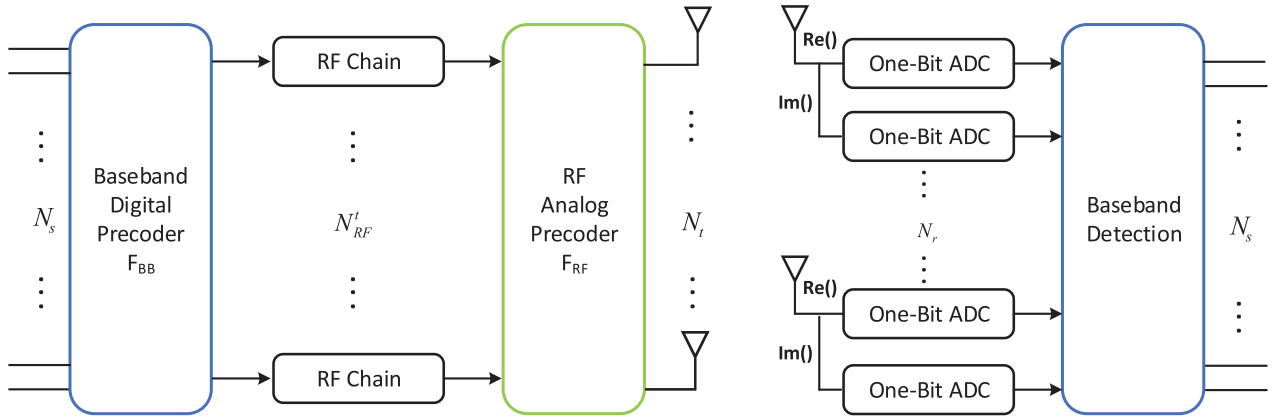 N_s
Baseband
Digital
Precoder
F_BB
RF Chain
N^t_RF
RF Chain
RF
Analog
Precoder
F_RF
N_t
Re()
Im()
One-Bit ADC
One-Bit ADC
N_r
Re()
Im()
One-Bit ADC
One-Bit ADC
Baseband
Detection
N_s